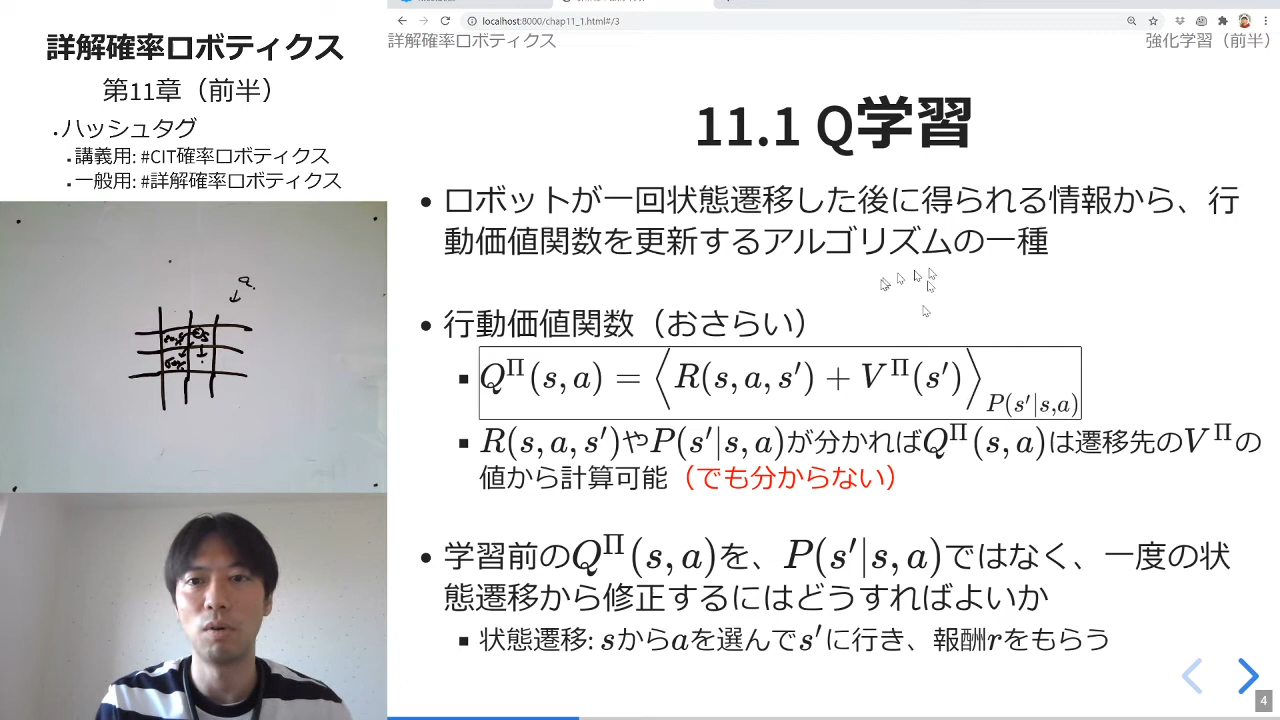 詳解確率ロボティクス
第11章（前半）
ハッシュタグ
講義用: #CIT確率ロボティクス
一般用: #詳解確率ロボティクス
a
s
localhost:8000/chap11_1.html#/3
詳解確率ロボティクス
強化学習（前半）
11.1 Q学習
• ロボットが一回状態遷移した後に得られる情報から、行
動価値関数を更新するアルゴリズムの一種
• 行動価値関数（おさらい）
▪ Q^Π(s, a) = ⟨R(s, a, s′) + V^Π(s′)⟩_P(s′|s,a)
▪ R(s, a, s′)やP(s′|s, a)が分かればQ^Π(s, a)は遷移先のV^Πの
値から計算可能（でも分からない）
• 学習前のQ^Π(s, a)を、P(s′|s, a)ではなく、一度の状
態遷移から修正するにはどうすればよいか
▪ 状態遷移: sからaを選んでs′に行き、報酬rをもらう
4